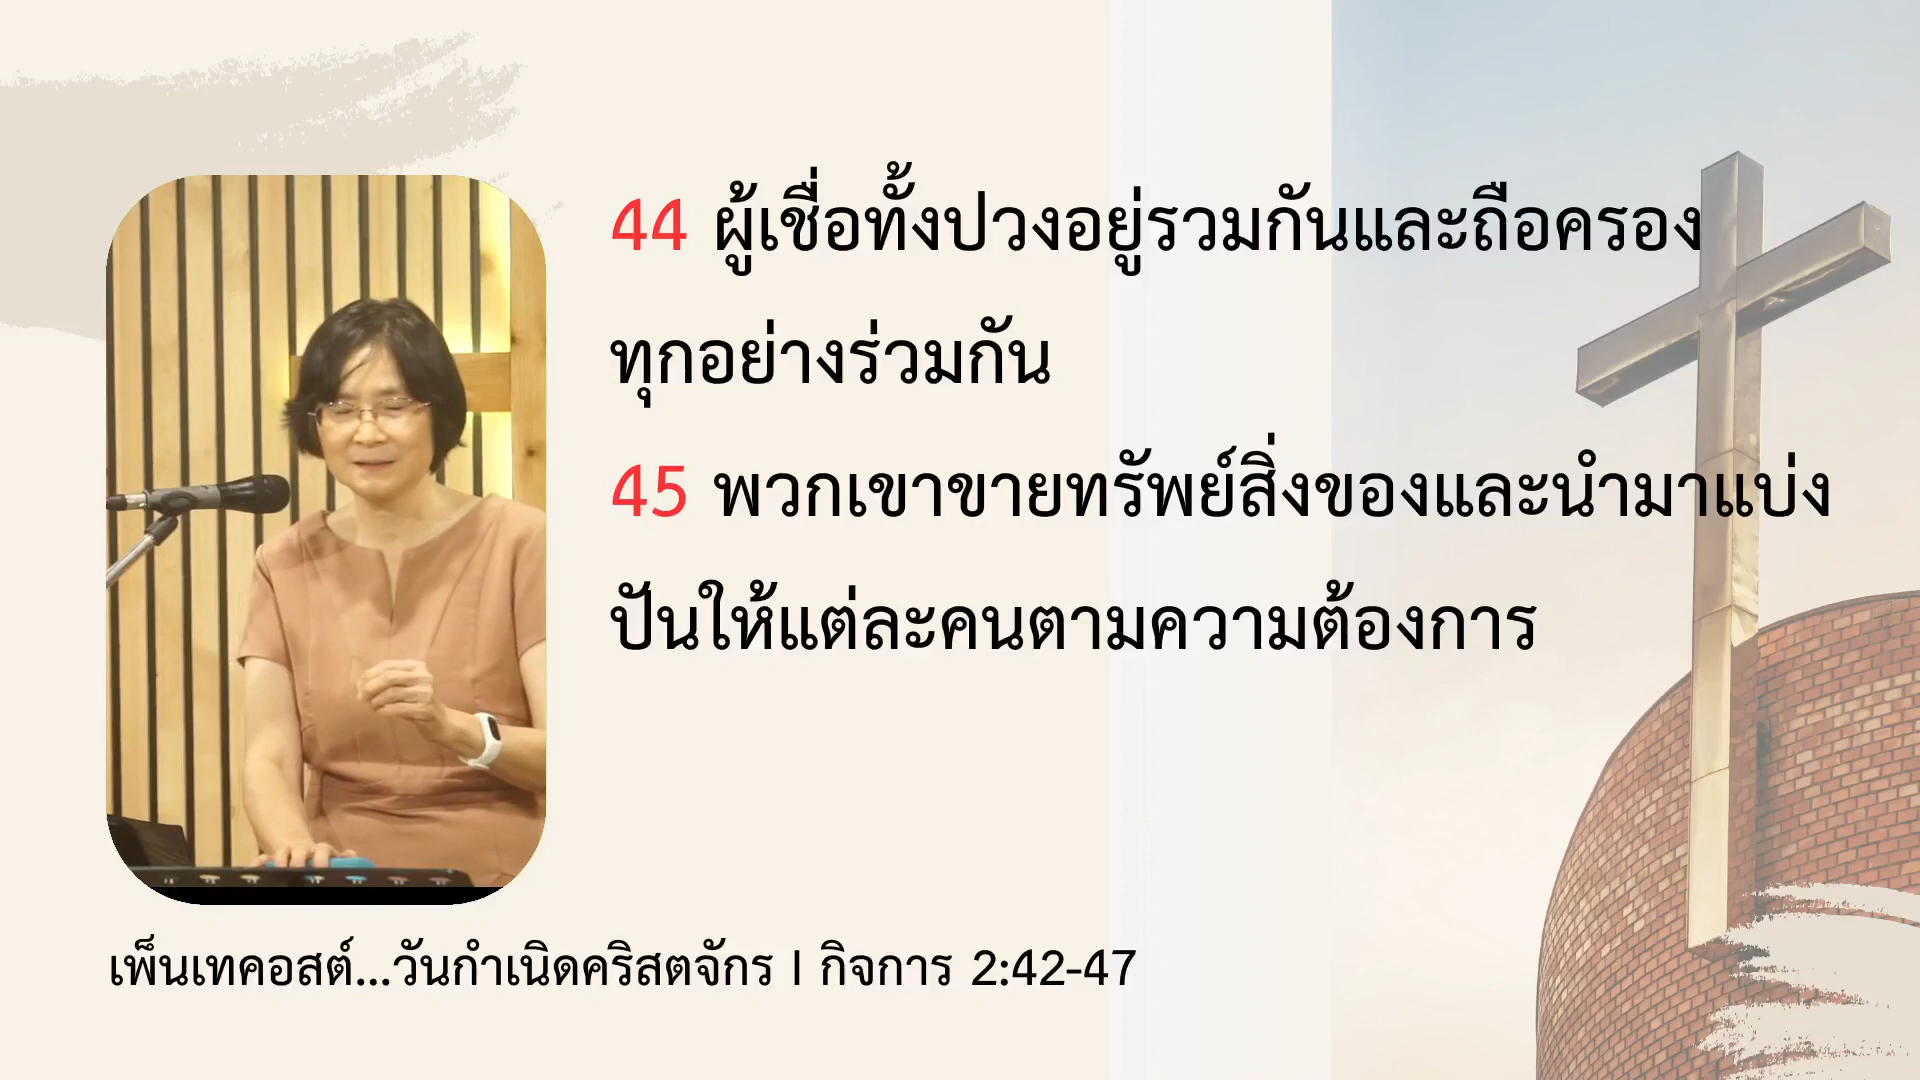 44 ผู้เชื่อทั้งปวงอยู่รวมกันและถือครอง
ทุกอย่างร่วมกัน
45 พวกเขาขายทรัพย์สิ่งของและนำมาแบ่ง
ปันให้แต่ละคนตามความต้องการ
เพ็นเทคอสต์...วันกำเนิดคริสตจักร I กิจการ 2:42-47